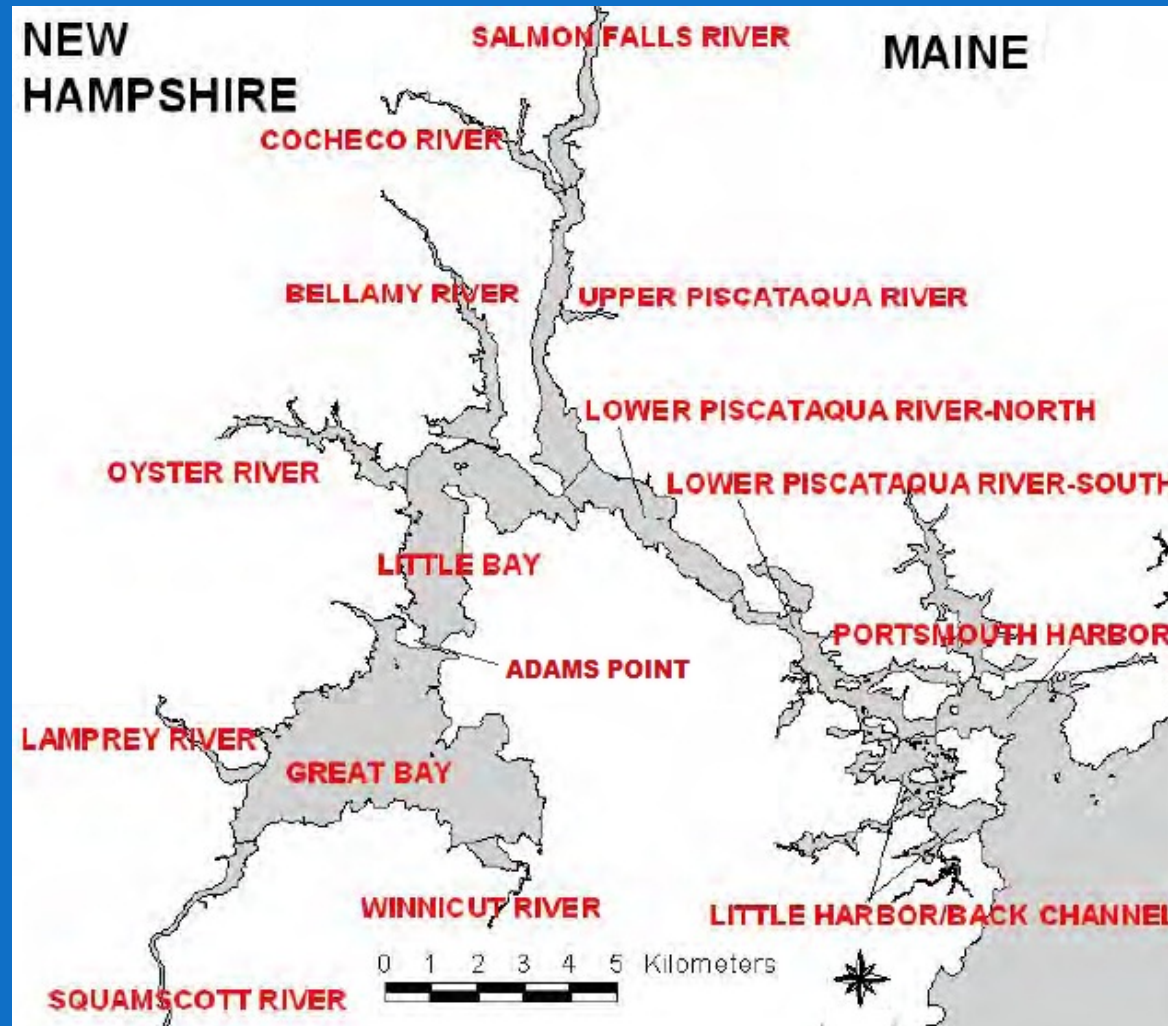 NEW
HAMPSHIRE
SALMON FALLS RIVER
MAINE
COCHECO RIVER
BELLAMY RIVER
UPPER PISCATAQUA RIVER
LOWER PISCATAQUA RIVER-NORTH
OYSTER RIVER
LOWER PISCATAQUA RIVER-SOUTH
LITTLE BAY
PORTSMOUTH HARBOR
ADAMS POINT
LAMPREY RIVER
GREAT BAY
WINNICUT RIVER
LITTLE HARBOR/BACK CHANNEL
0 1 2 3 4 5 Kilometers
SQUAMSCOTT RIVER